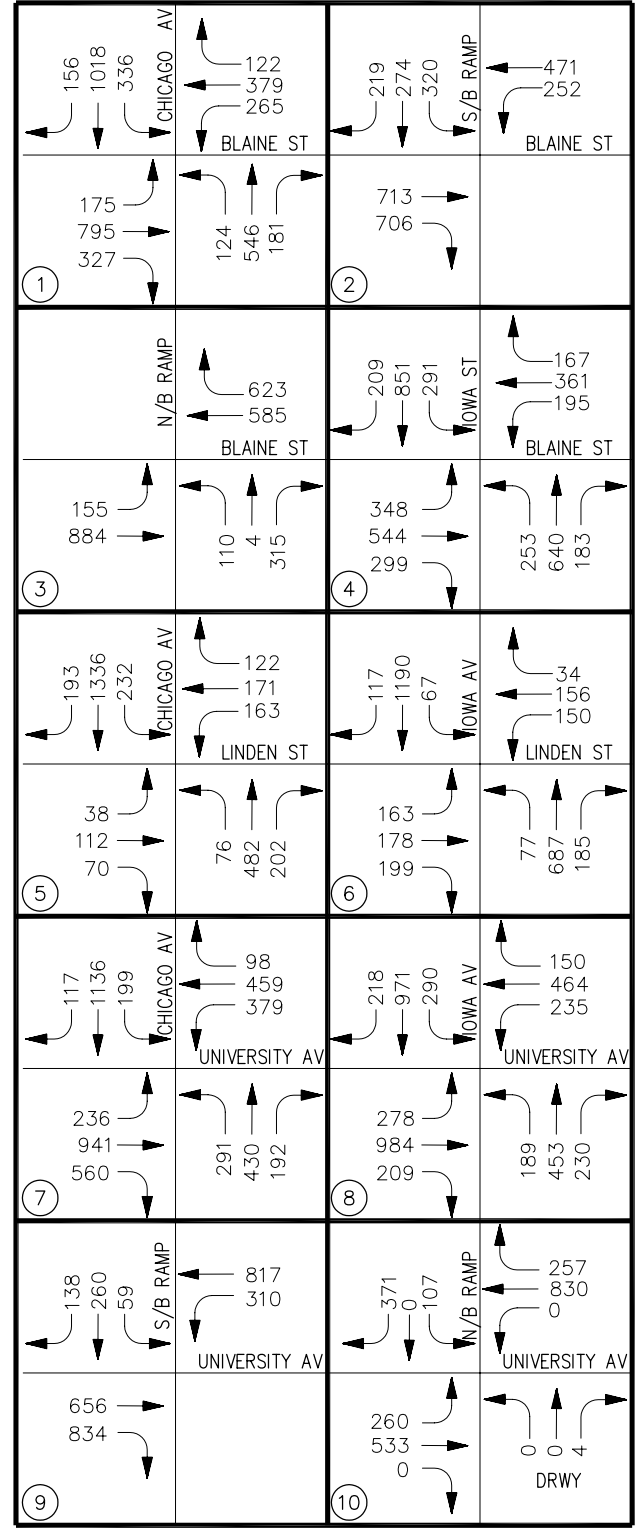 156 1018 336
CHICAGO AV
122
379
265
BLAINE ST
175
795
327
124 546 181
1
219 274 320
S/B RAMP
471
252
BLAINE ST
713
706
2
N/B RAMP
623
585
BLAINE ST
155
884
110 4 315
3
209 851 291
IOWA ST
167
361
195
BLAINE ST
348
544
299
253 640 183
4
193 1336 232
CHICAGO AV
122
171
163
LINDEN ST
38
112
70
76 482 202
5
117 1190 67
IOWA AV
34
156
150
LINDEN ST
163
178
199
77 687 185
6
117 1136 199
CHICAGO AV
98
459
379
UNIVERSITY AV
236
941
560
291 430 192
7
218 971 290
IOWA AV
150
464
235
UNIVERSITY AV
278
984
209
189 453 230
8
138 260 59
S/B RAMP
817
310
UNIVERSITY AV
656
834
9
371 0 107
N/B RAMP
257
830
0
UNIVERSITY AV
260
533
0
0 0 4
DRWY
10